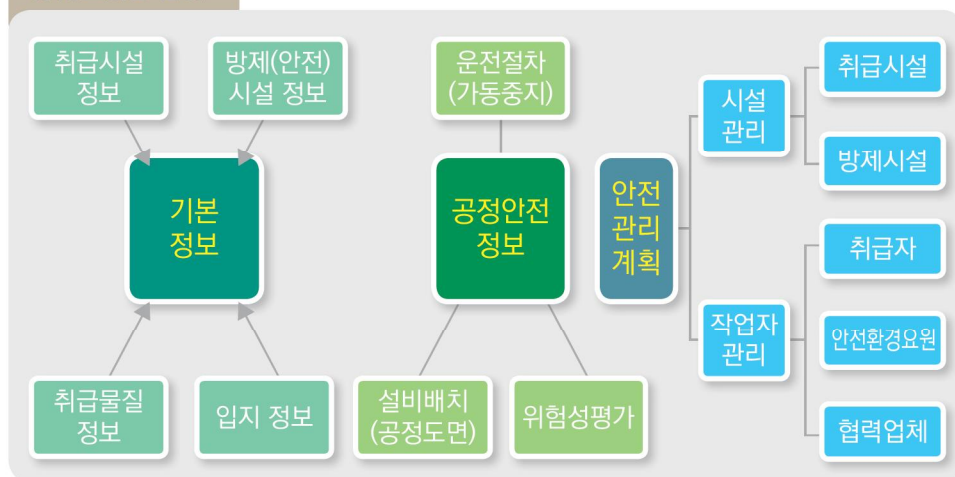 취급시설
정보
방제(안전)
시설 정보
기본
정보
취급물질
정보
입지 정보
운전절차
(가동중지)
공정안전
정보
설비배치
(공정도면)
위험성평가
안전
관리
계획
시설
관리
취급시설
방제시설
작업자
관리
취급자
안전환경요원
협력업체